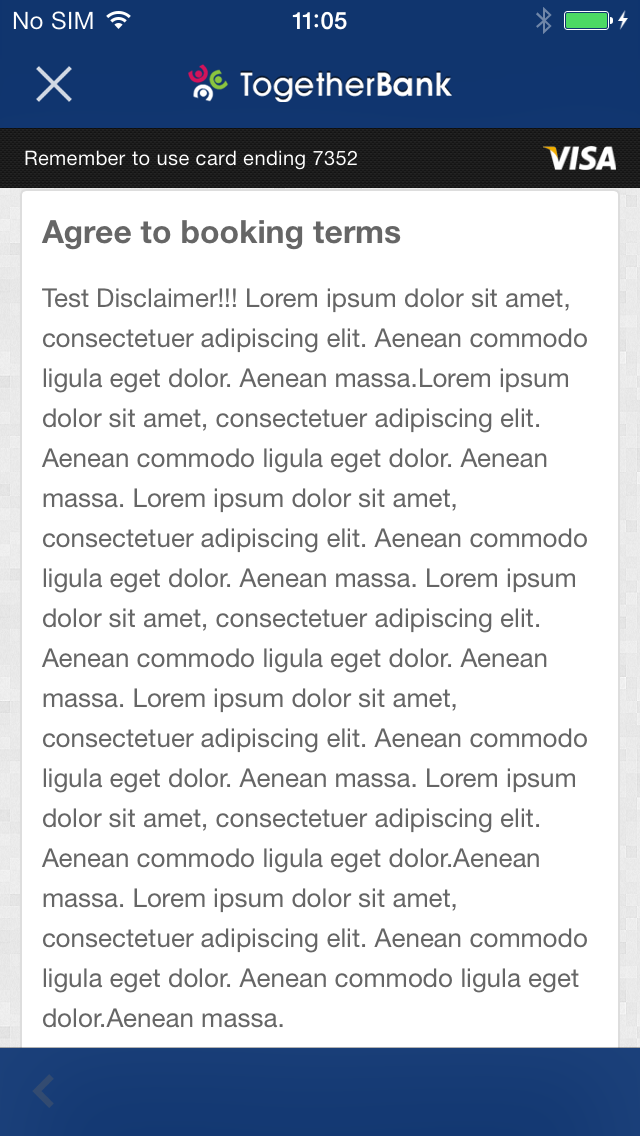 No SIM 11:05
TogetherBank
Remember to use card ending 7352 VISA
Agree to booking terms
Test Disclaimer!!! Lorem ipsum dolor sit amet,
consectetuer adipiscing elit. Aenean commodo
ligula eget dolor. Aenean massa.Lorem ipsum
dolor sit amet, consectetuer adipiscing elit.
Aenean commodo ligula eget dolor. Aenean
massa. Lorem ipsum dolor sit amet,
consectetuer adipiscing elit. Aenean commodo
ligula eget dolor. Aenean massa. Lorem ipsum
dolor sit amet, consectetuer adipiscing elit.
Aenean commodo ligula eget dolor. Aenean
massa. Lorem ipsum dolor sit amet,
consectetuer adipiscing elit. Aenean commodo
ligula eget dolor. Aenean massa. Lorem ipsum
dolor sit amet, consectetuer adipiscing elit.
Aenean commodo ligula eget dolor.Aenean
massa. Lorem ipsum dolor sit amet,
consectetuer adipiscing elit. Aenean commodo
ligula eget dolor. Aenean commodo ligula eget
dolor.Aenean massa.